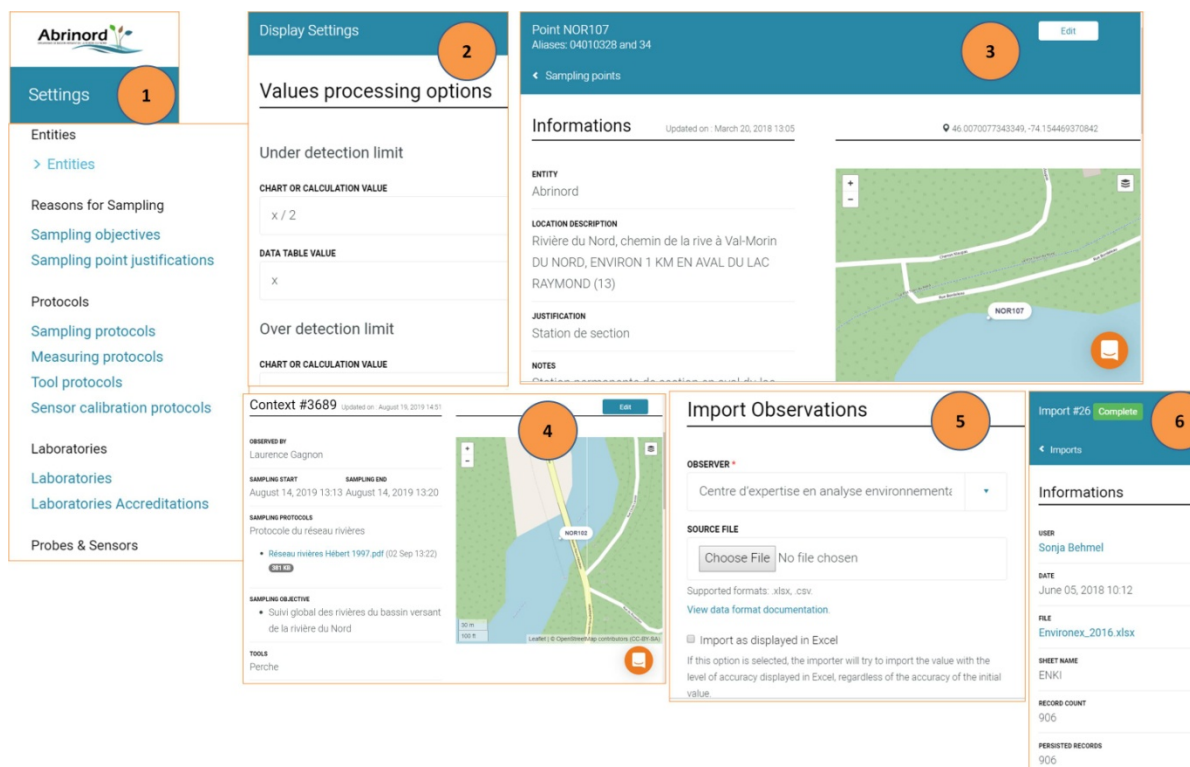 Abrinord
Settings
1
Entities
> Entities
Reasons for Sampling
Sampling objectives
Sampling point justifications
Protocols
Sampling protocols
Measuring protocols
Tool protocols
Sensor calibration protocols
Laboratories
Laboratories
Laboratories Accreditations
Probes & Sensors
Display Settings
2
Values processing options
Under detection limit
CHART OR CALCULATION VALUE
x / 2
DATA TABLE VALUE
x
Over detection limit
CHART OR CALCULATION VALUE
Point NOR107
Aliases: 04010328 and 34
Sampling points
3
Edit
Informations
Updated on : March 20, 2018 13:05
46.0070077343349, -74.154469370842
ENTITY
Abrinord
LOCATION DESCRIPTION
Rivière du Nord, chemin de la rive à Val-Morin
DU NORD, ENVIRON 1 KM EN AVAL DU LAC
RAYMOND (13)
JUSTIFICATION
Station de section
NOTES
Station permanente de section en aval du lac
+
−
NOR107
Context #3689
Updated on : August 19, 2019 14:51
4
Edit
OBSERVED BY
Laurence Gagnon
SAMPLING START SAMPLING END
August 14, 2019 13:13 August 14, 2019 13:20
SAMPLING PROTOCOLS
Protocole du réseau rivières
• Réseau rivières Hébert 1997.pdf (02 Sep 13:22)
381 KB
SAMPLING OBJECTIVE
• Suivi global des rivières du bassin versant
de la rivière du Nord
TOOLS
Perche
+
−
NOR102
30 m
100 ft
Leaflet | © OpenStreetMap contributors (CC-BY-SA)
Import Observations
5
OBSERVER *
Centre d'expertise en analyse environnementa
SOURCE FILE
Choose File No file chosen
Supported formats: .xlsx, .csv.
View data format documentation.
Import as displayed in Excel
If this option is selected, the importer will try to import the value with the
level of accuracy displayed in Excel, regardless of the accuracy of the initial
value.
Import #26 Complete
6
Imports
Informations
USER
Sonja Behmel
DATE
June 05, 2018 10:12
FILE
Environex_2016.xlsx
SHEET NAME
ENKI
RECORD COUNT
906
PERSISTED RECORDS
906